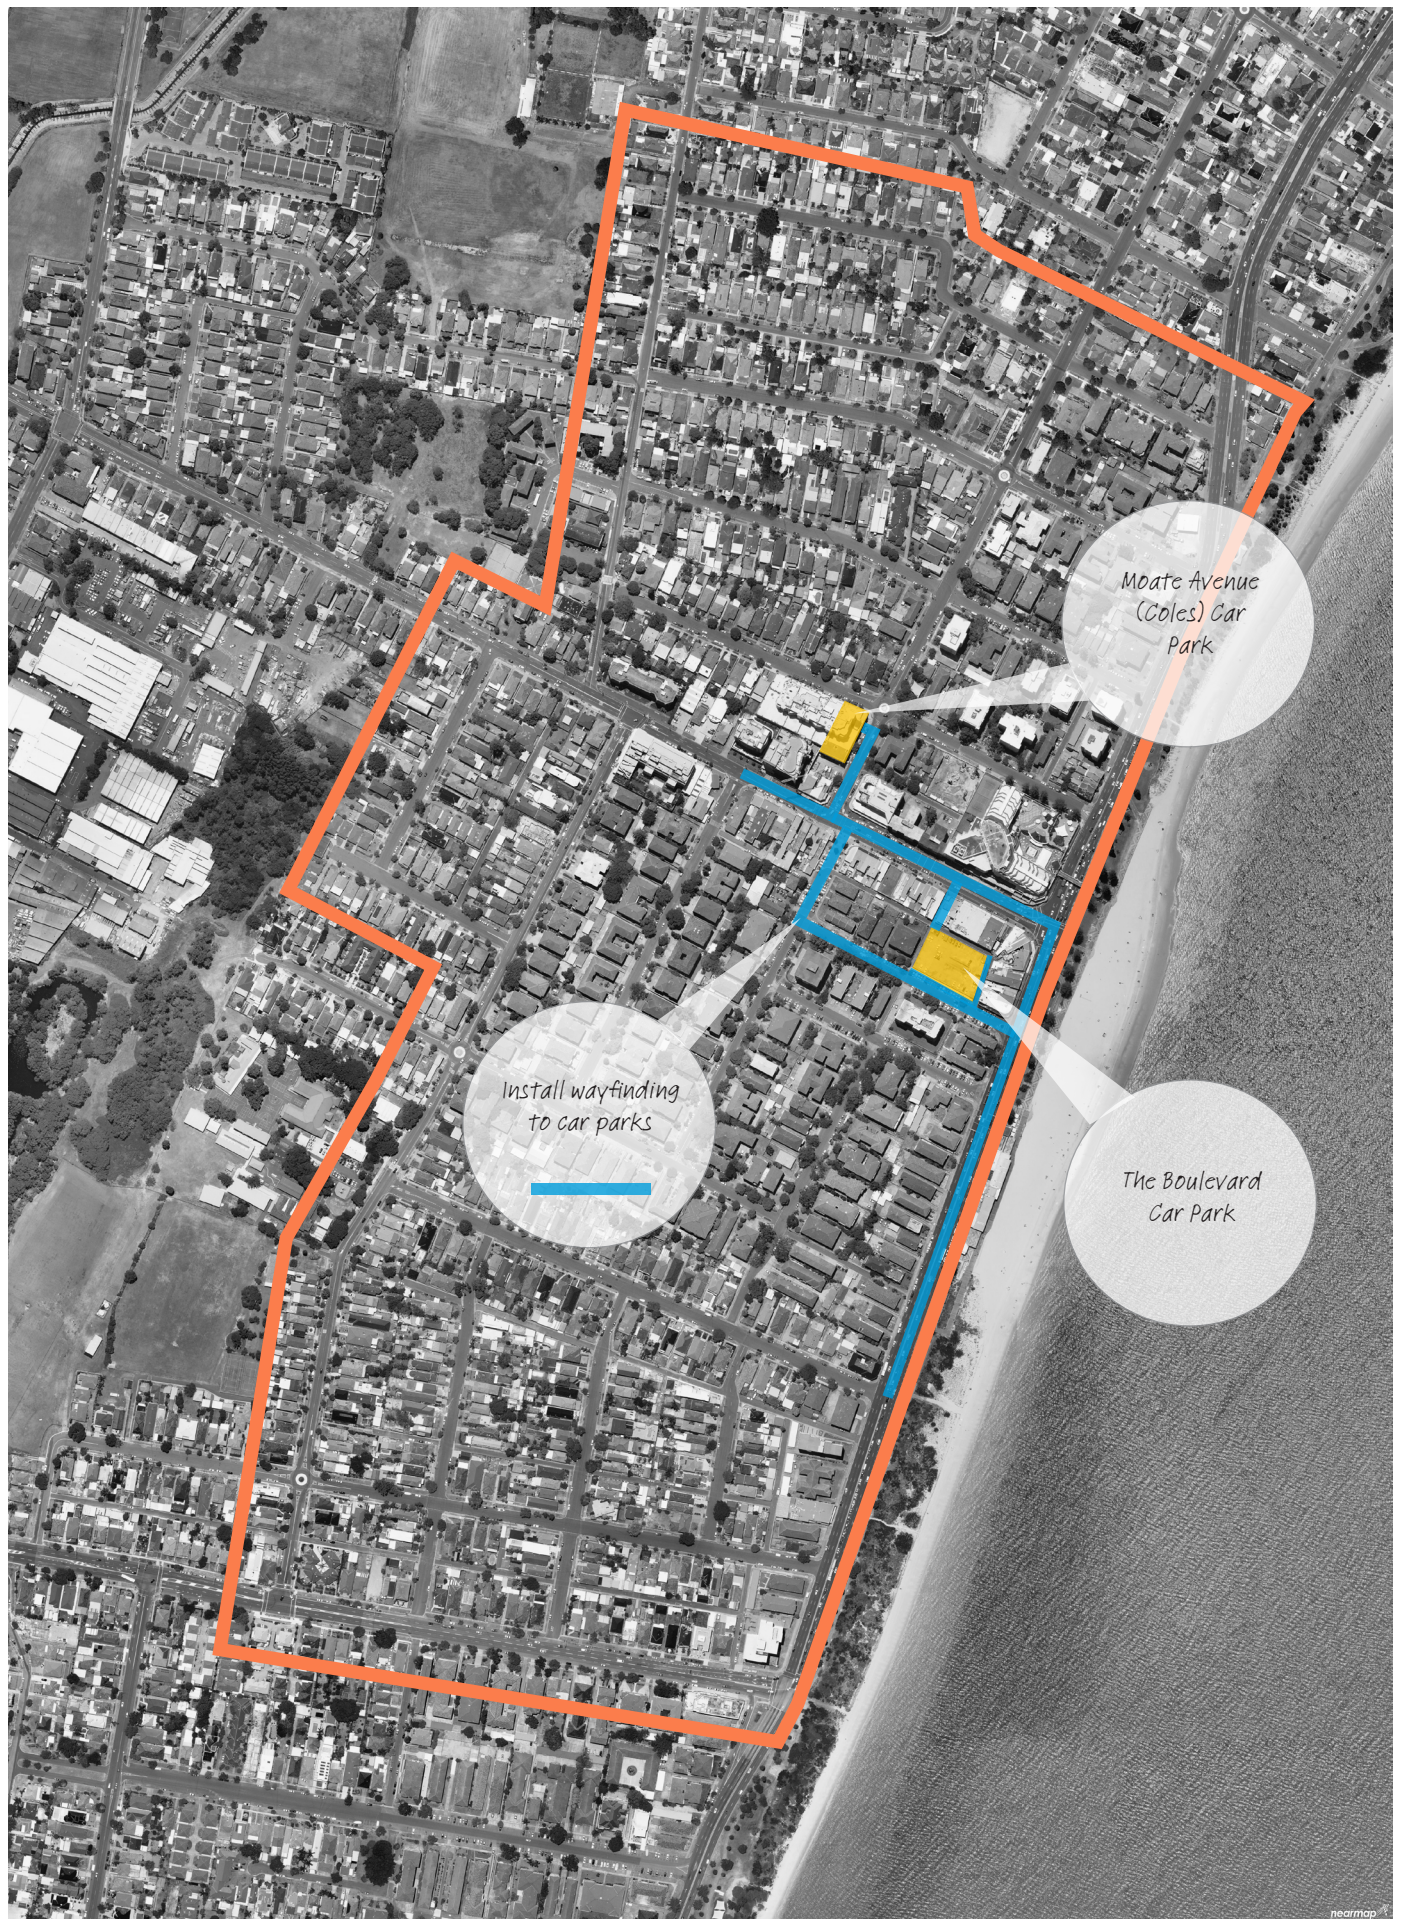 Moate Avenue
(Coles) Car
Park
Install wayfinding
to car parks
The Boulevard
Car Park
nearmap